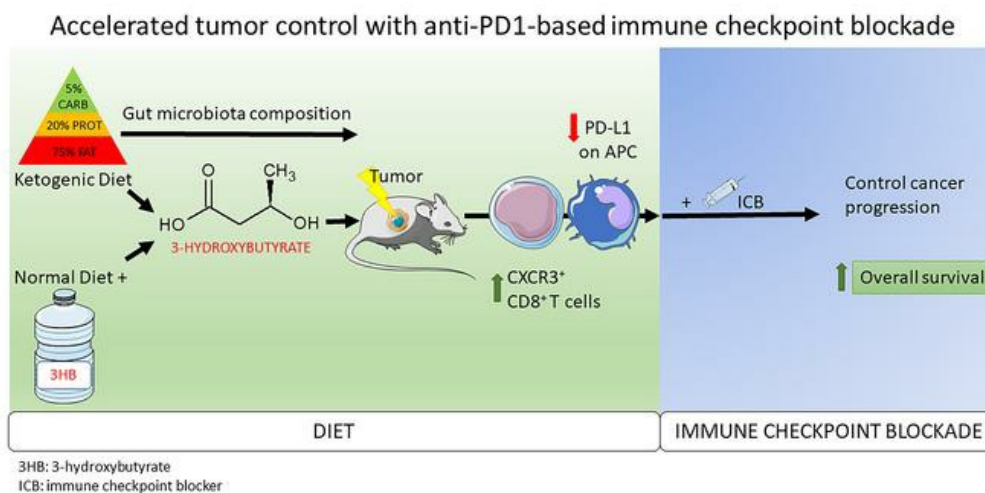 Accelerated tumor control with anti-PD1-based immune checkpoint blockade
5%
CARB
20% PROT
75% FAT
Ketogenic Diet
Gut microbiota composition
O
CH₃
HO
OH
3-HYDROXYBUTYRATE
Normal Diet +
3HB
Tumor
PD-L1
on APC
CXCR3⁺
CD8⁺ T cells
+
ICB
Control cancer
progression
Overall survival
DIET
IMMUNE CHECKPOINT BLOCKADE
3HB: 3-hydroxybutyrate
ICB: immune checkpoint blocker